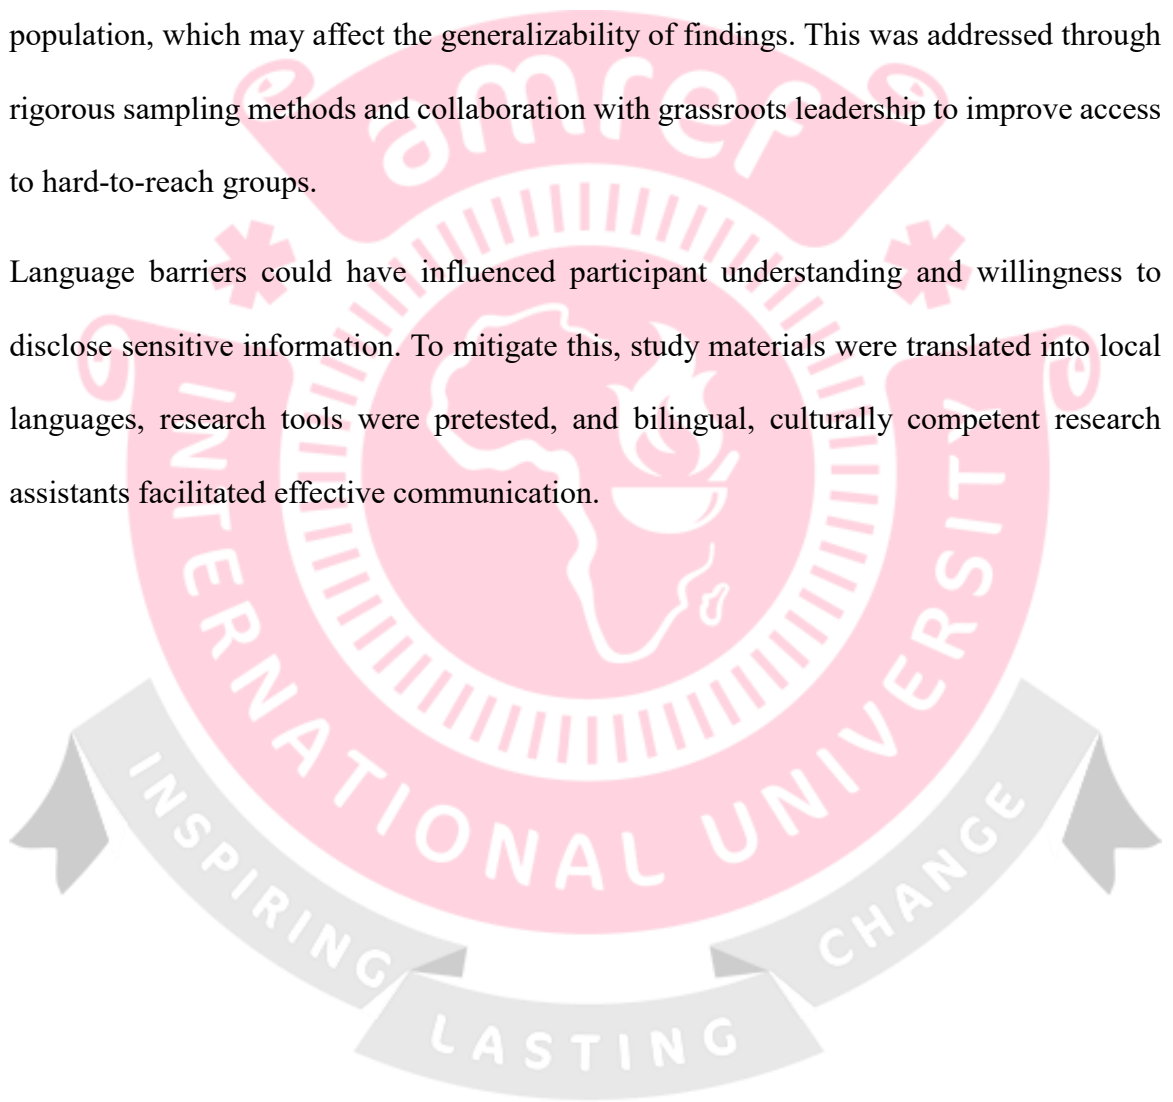 population, which may affect the generalizability of findings. This was addressed through
rigorous sampling methods and collaboration with grassroots leadership to improve access
to hard-to-reach groups.
Language barriers could have influenced participant understanding and willingness to
disclose sensitive information. To mitigate this, study materials were translated into local
languages, research tools were pretested, and bilingual, culturally competent research
assistants facilitated effective communication.
amref
INTERNATIONAL UNIVERSITY
INSPIRING
LASTING
CHANGE